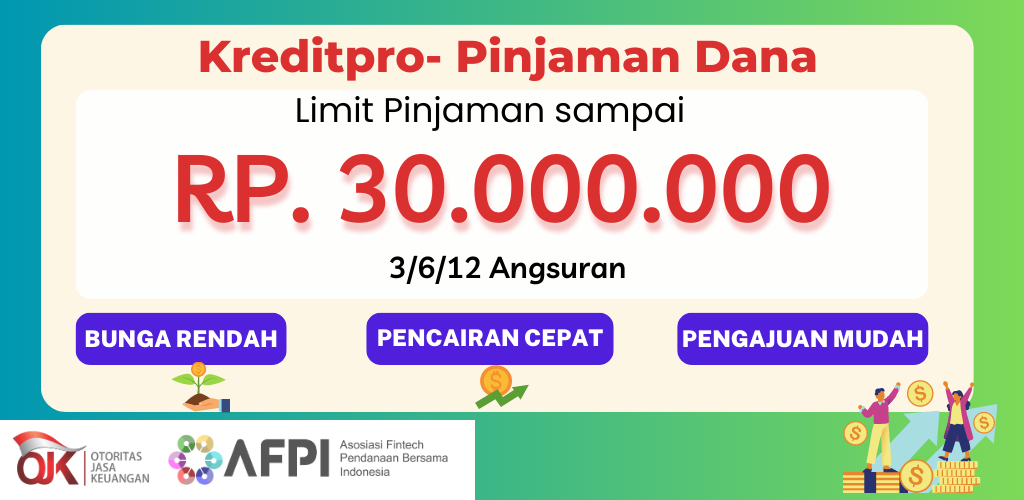 Kreditpro- Pinjaman Dana
Limit Pinjaman sampai
RP. 30.000.000
3/6/12 Angsuran
BUNGA RENDAH
PENCAIRAN CEPAT
PENGAJUAN MUDAH
OJK
OTORITAS
JASA
KEUANGAN
AFPI
Asosiasi Fintech
Pendanaan Bersama
Indonesia